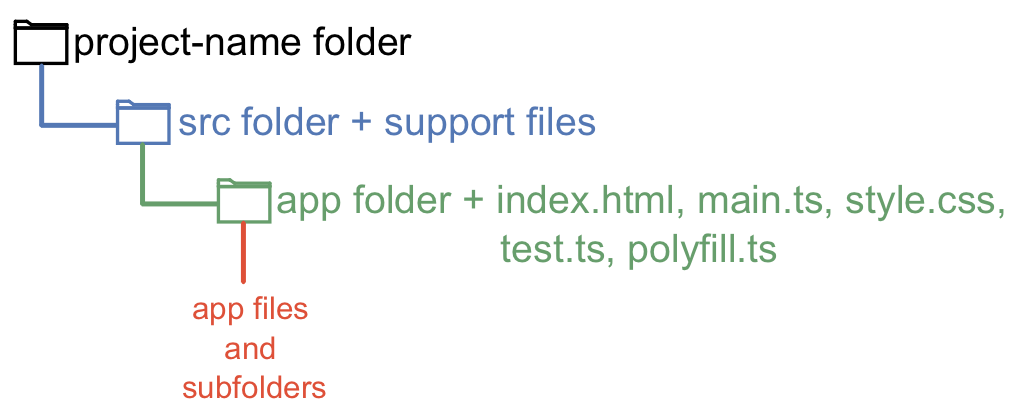 project-name folder
src folder + support files
app folder + index.html, main.ts, style.css,
test.ts, polyfill.ts
app files
and
subfolders